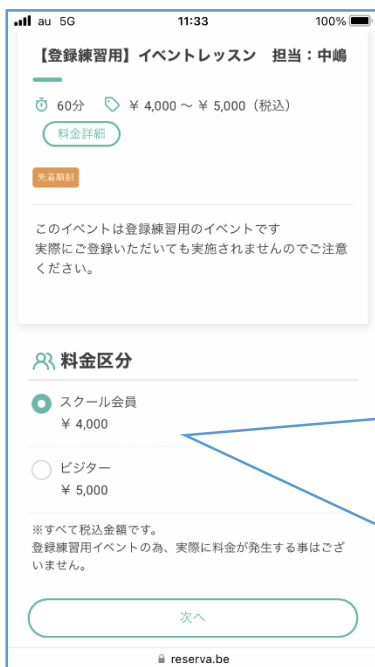 au 5G 11:33 100%
【登録練習用】イベントレッスン 担当：中嶋
60分 ¥ 4,000 ～ ¥ 5,000（税込）
料金詳細
先着順制
このイベントは登録練習用のイベントです
実際にご登録いただいても実施されませんのでご注意
ください。
料金区分
スクール会員
¥ 4,000
ビジター
¥ 5,000
※すべて税込金額です。
登録練習用イベントの為、実際に料金が発生する事はござ
いません。
次へ
reserva.be